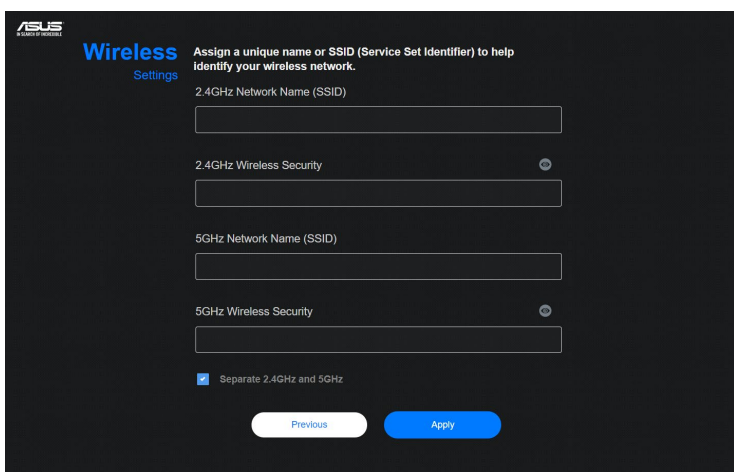 ASUS
IN SEARCH OF INCREDIBLE
Wireless
Settings
Assign a unique name or SSID (Service Set Identifier) to help
identify your wireless network.
2.4GHz Network Name (SSID)
2.4GHz Wireless Security
5GHz Network Name (SSID)
5GHz Wireless Security
Separate 2.4GHz and 5GHz
Previous
Apply